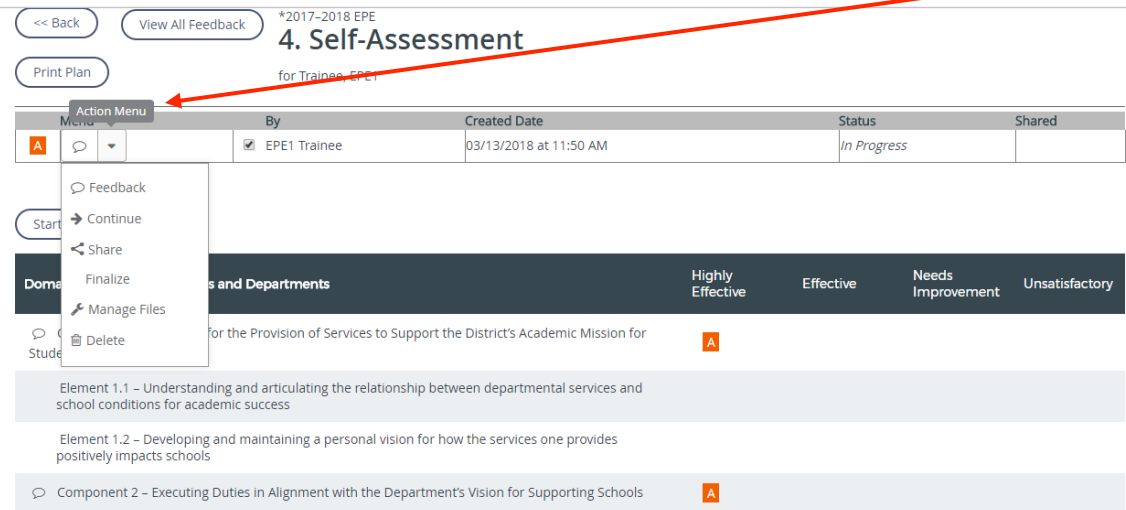 << Back
View All Feedback
*2017–2018 EPE
4. Self-Assessment
Print Plan
for Trainee, EPE1
Action Menu
Menu By Created Date Status Shared
A EPE1 Trainee 03/13/2018 at 11:50 AM In Progress
Feedback
Continue
Share
Finalize
Manage Files
Delete
Start
Doma s and Departments Highly Effective Effective Needs Improvement Unsatisfactory
for the Provision of Services to Support the District's Academic Mission for
Stude
A
Element 1.1 – Understanding and articulating the relationship between departmental services and
school conditions for academic success
Element 1.2 – Developing and maintaining a personal vision for how the services one provides
positively impacts schools
Component 2 – Executing Duties in Alignment with the Department's Vision for Supporting Schools A